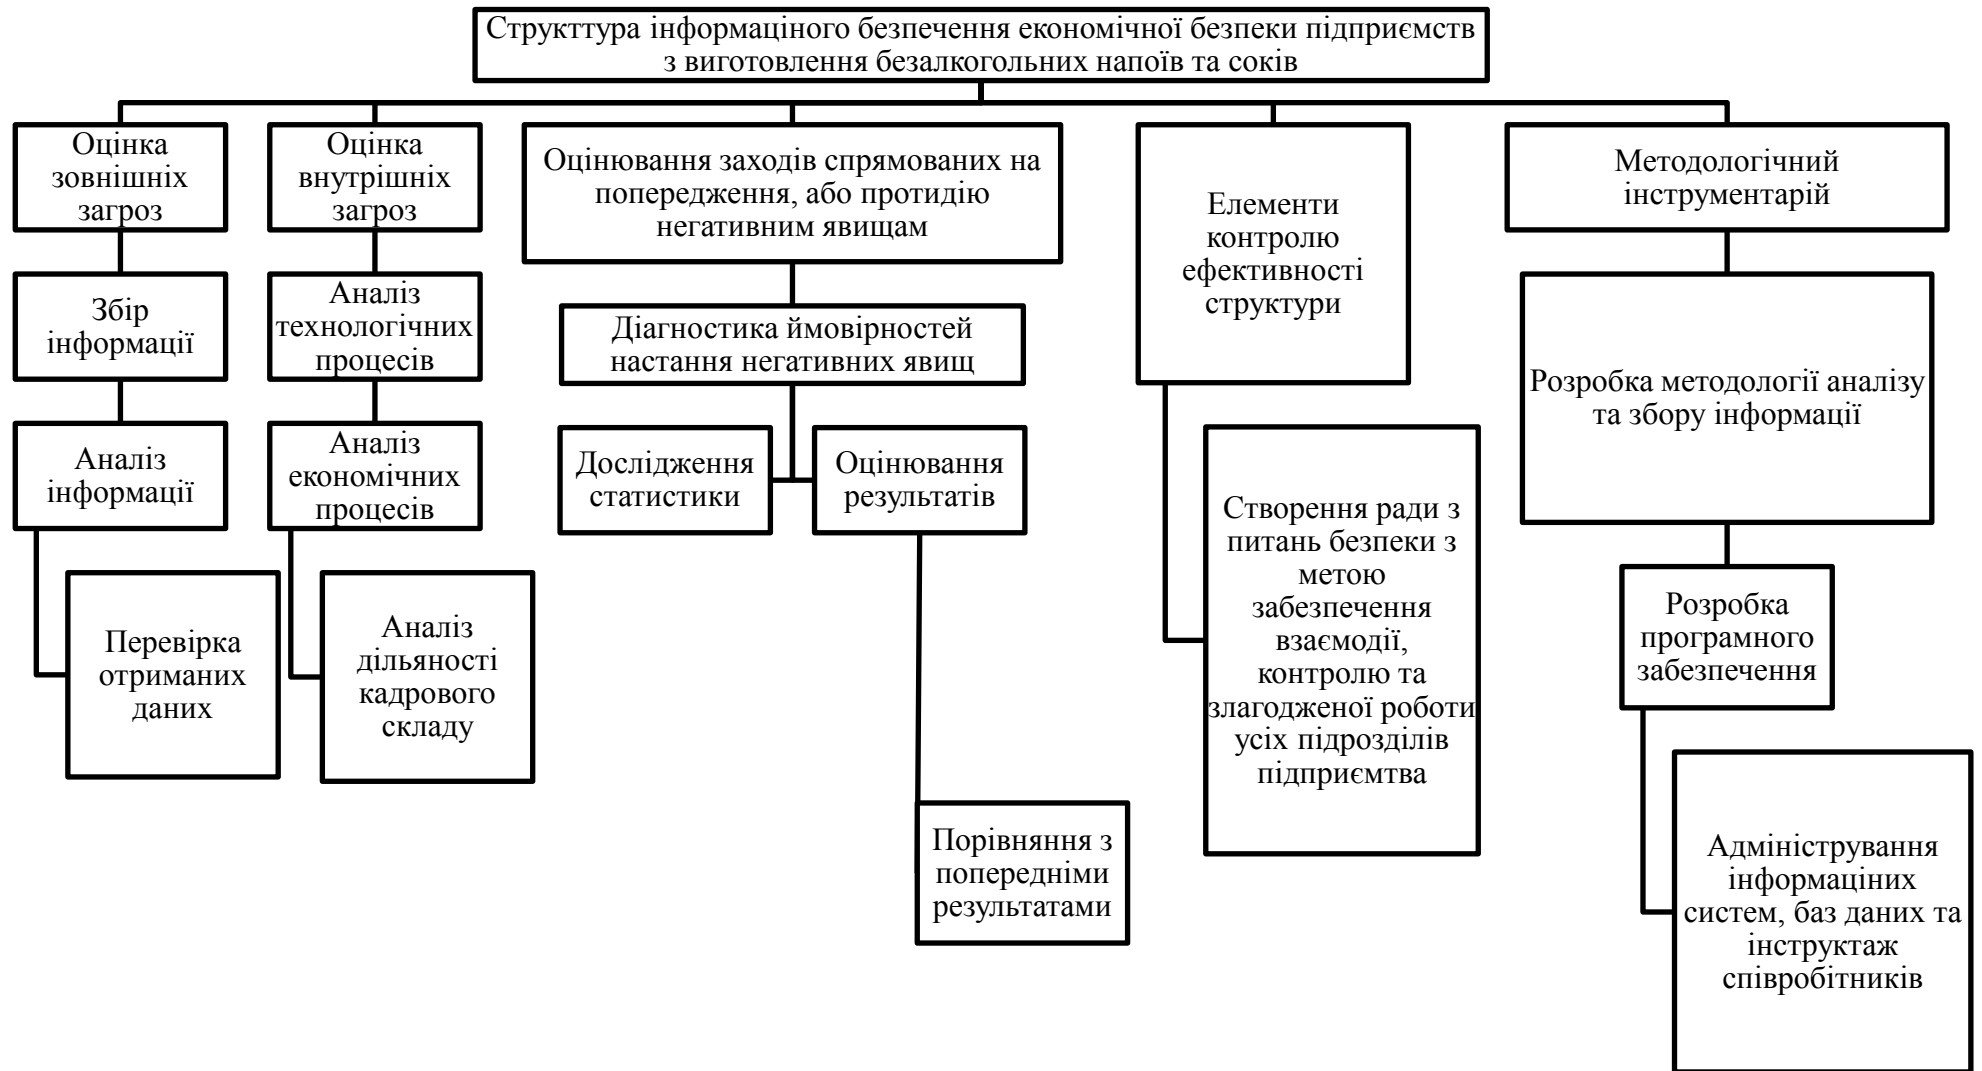 Структтура інформаціного безпечення економічної безпеки підприємств
з виготовлення безалкогольних напоїв та соків
Оцінка
зовнішніх
загроз
Збір
інформації
Аналіз
інформації
Перевірка
отриманих
даних
Оцінка
внутрішніх
загроз
Аналіз
технологічних
процесів
Аналіз
економічних
процесів
Аналіз
дільяності
кадрового
складу
Оцінювання заходів спрямованих на
попередження, або протидію
негативним явищам
Діагностика ймовірностей
настання негативних явищ
Дослідження
статистики
Оцінювання
результатів
Порівняння з
попередніми
результатами
Елементи
контролю
ефективності
структури
Створення ради з
питань безпеки з
метою
забезпечення
взаємодії,
контролю та
злагодженої роботи
усіх підрозділів
підприємтва
Методологічний
інструментарій
Розробка методології аналізу
та збору інформації
Розробка
програмного
забезпечення
Адміністрування
інформаціних
систем, баз даних та
інструктаж
співробітників